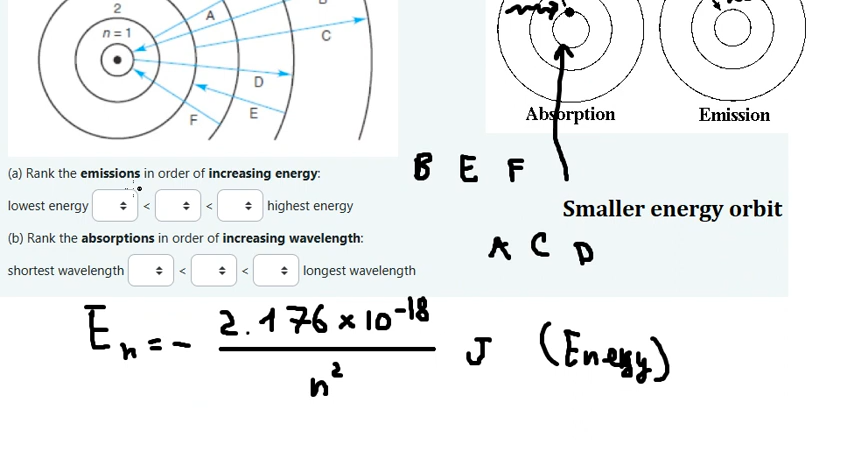 2
n = 1
A
C
D
E
F
Absorption
Emission
(a) Rank the emissions in order of increasing energy:
B E F
lowest energy < < highest energy
Smaller energy orbit
(b) Rank the absorptions in order of increasing wavelength:
A C D
shortest wavelength < < longest wavelength
En = - 2.176 × 10^-18 / n^2 J (Energy)